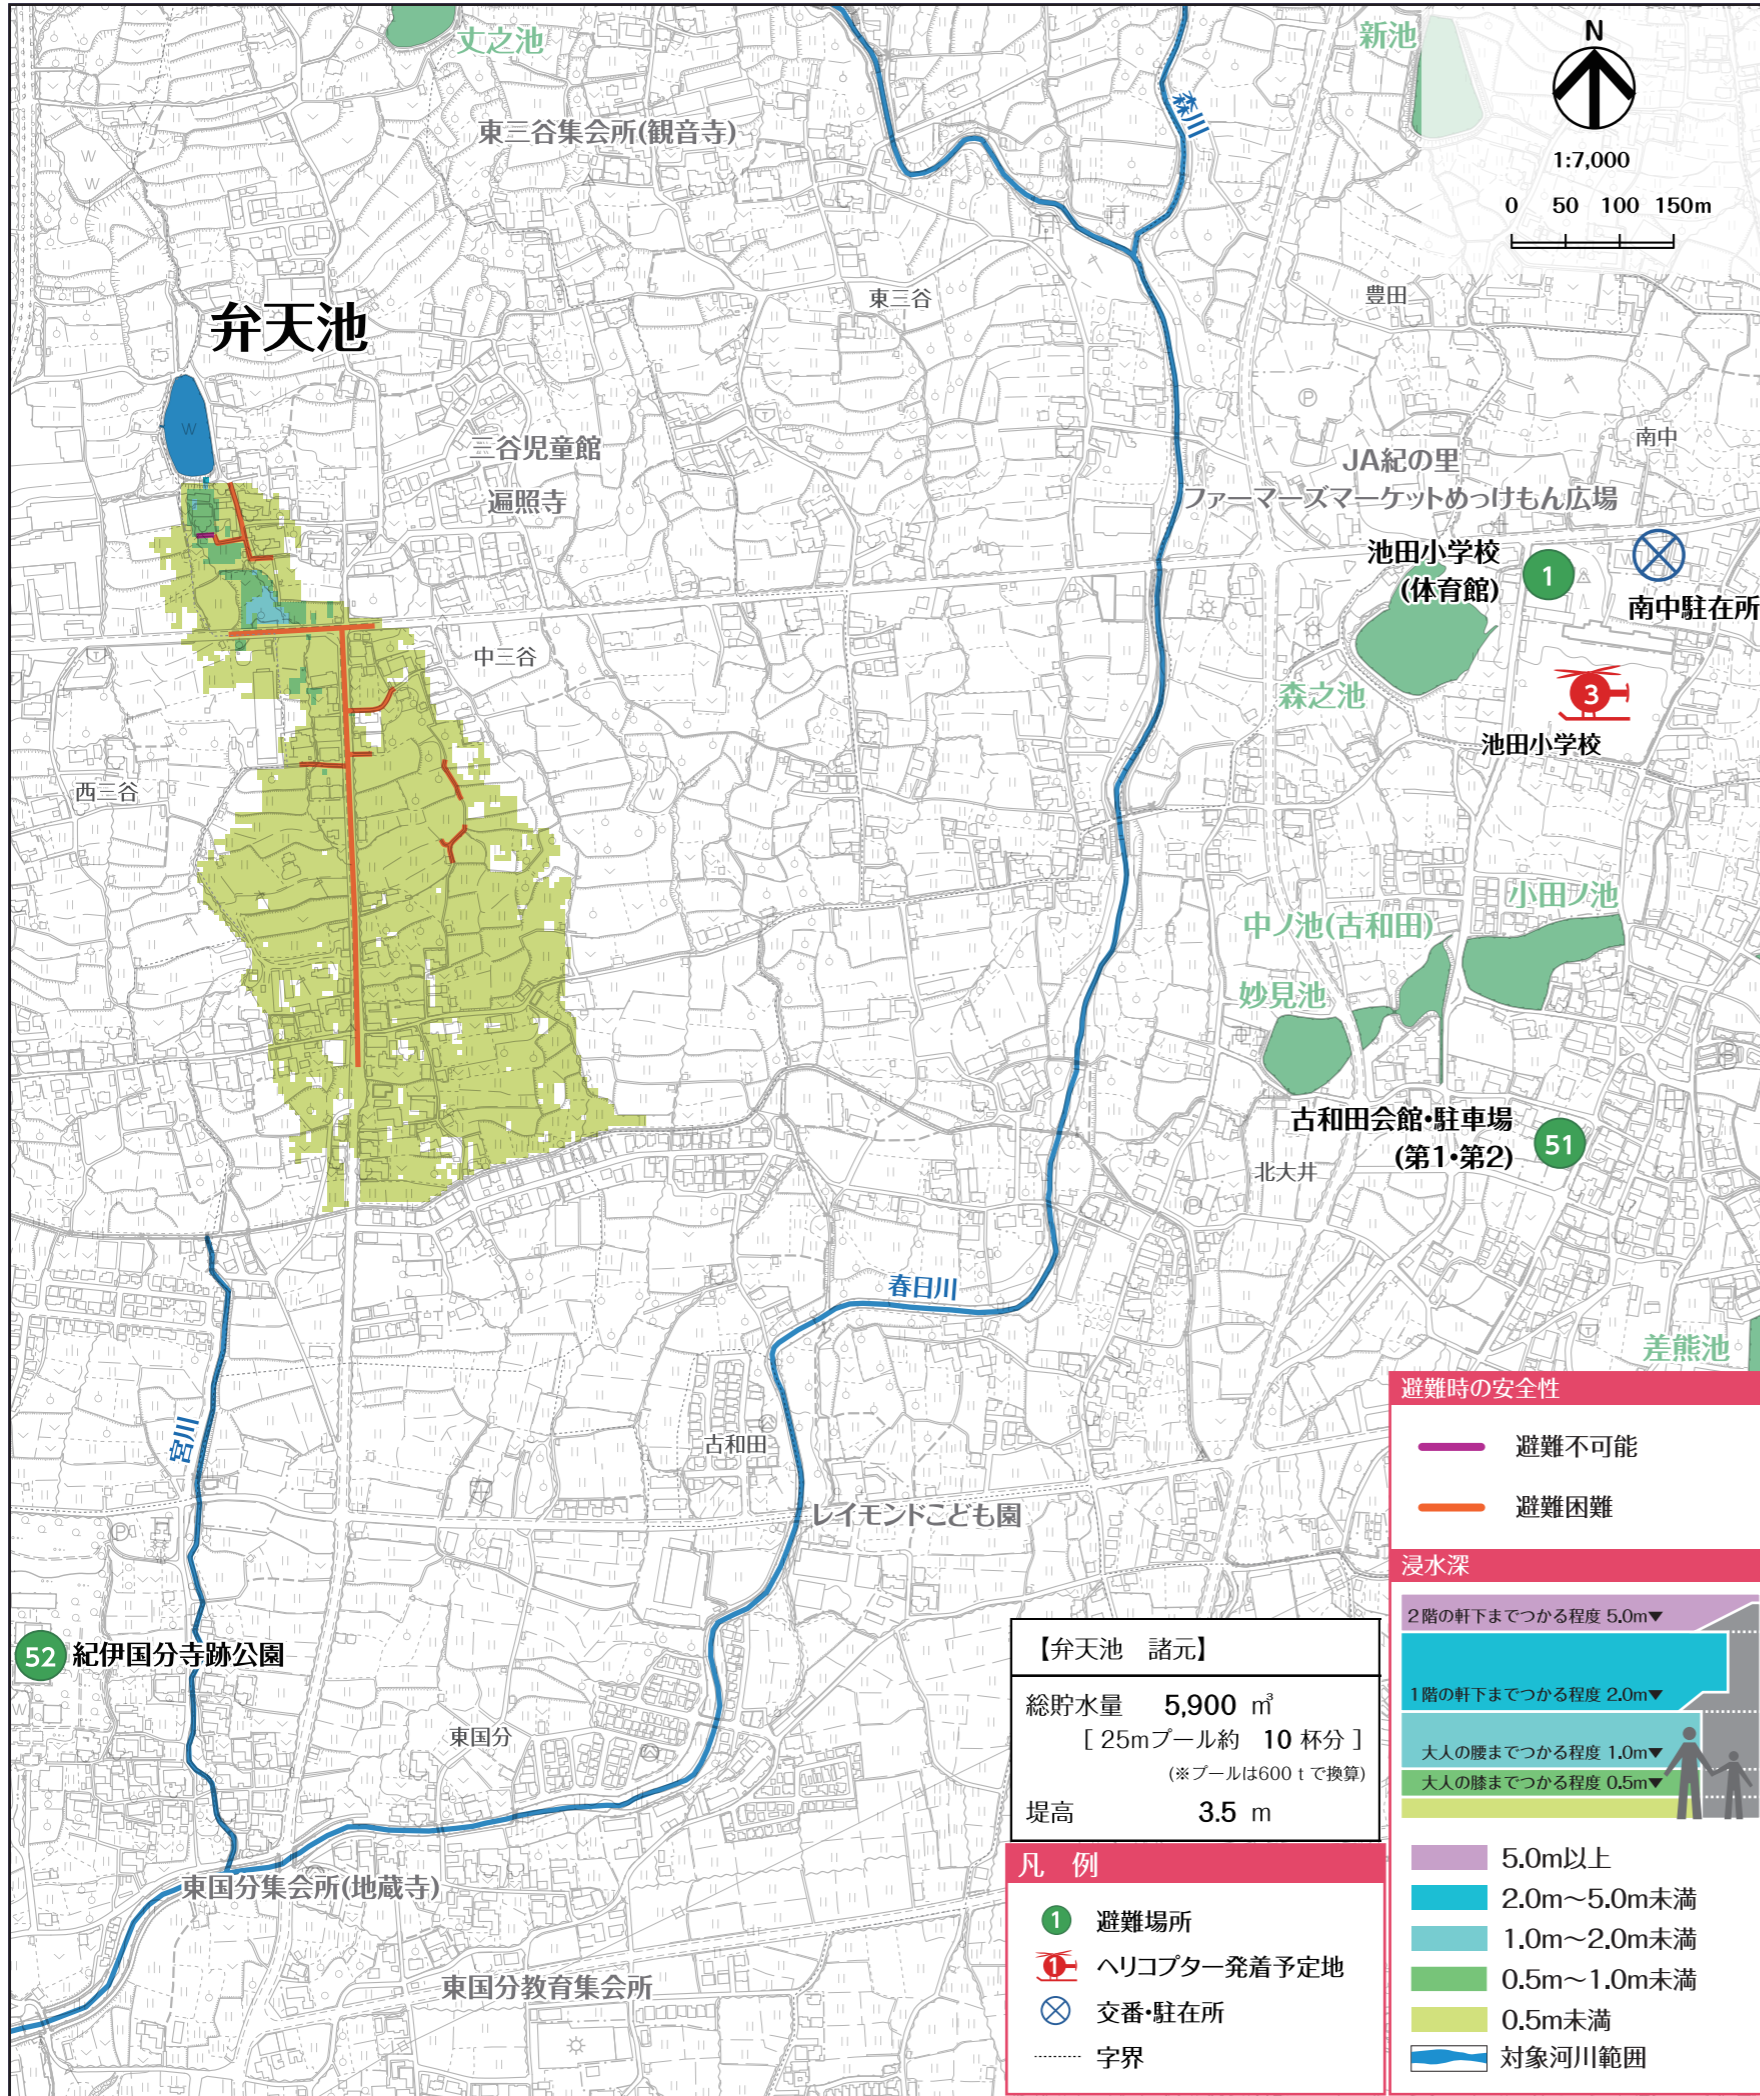 丈之池
新池
N
1:7,000
0 50 100 150m
森川
東三谷集会所(観音寺)
東三谷
豊田
弁天池
W
三谷児童館
遍照寺
南中
JA紀の里
ファーマーズマーケットめっけもん広場
池田小学校
(体育館)
1
南中駐在所
中三谷
森之池
3
池田小学校
西三谷
小田ノ池
中ノ池(古和田)
妙見池
古和田会館・駐車場
(第1・第2)
51
北大井
春日川
差熊池
宮川
古和田
レイモンドこども園
52 紀伊国分寺跡公園
東国分
東国分集会所(地蔵寺)
東国分教育集会所
【弁天池 諸元】
総貯水量 5,900 ㎥
[ 25mプール約 10 杯分 ]
(※プールは600ｔで換算)
堤高 3.5 m
凡 例
1 避難場所
1 ヘリコプター発着予定地
交番・駐在所
字界
避難時の安全性
避難不可能
避難困難
浸水深
2階の軒下までつかる程度 5.0m▼
1階の軒下までつかる程度 2.0m▼
大人の腰までつかる程度 1.0m▼
大人の膝までつかる程度 0.5m▼
5.0m以上
2.0m～5.0m未満
1.0m～2.0m未満
0.5m～1.0m未満
0.5m未満
対象河川範囲